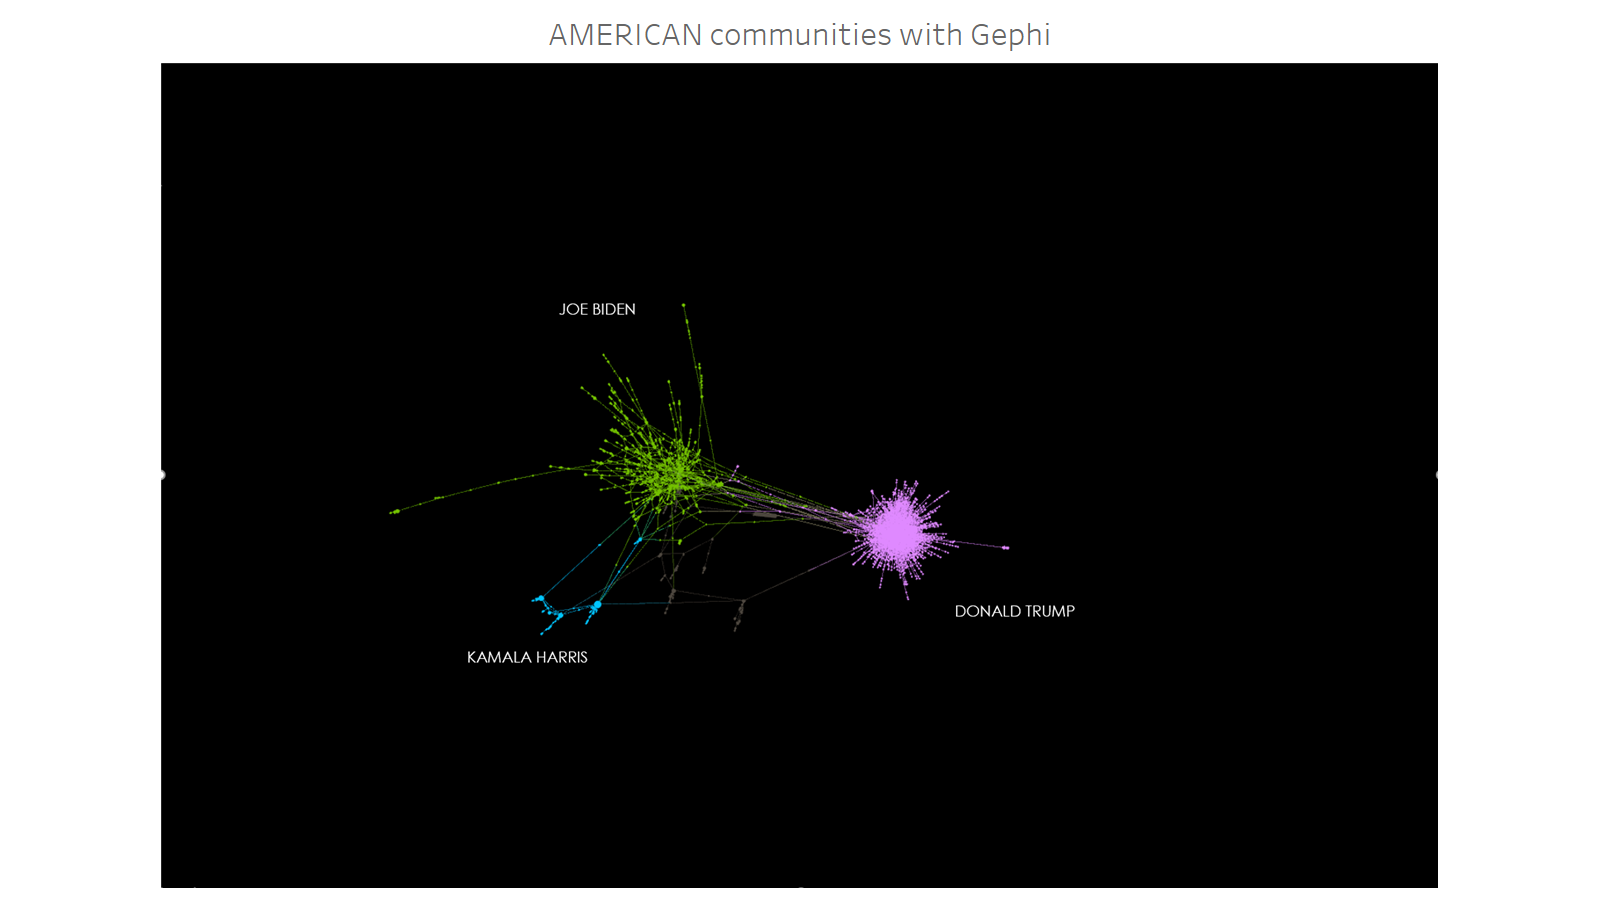 AMERICAN communities with Gephi
JOE BIDEN
DONALD TRUMP
KAMALA HARRIS